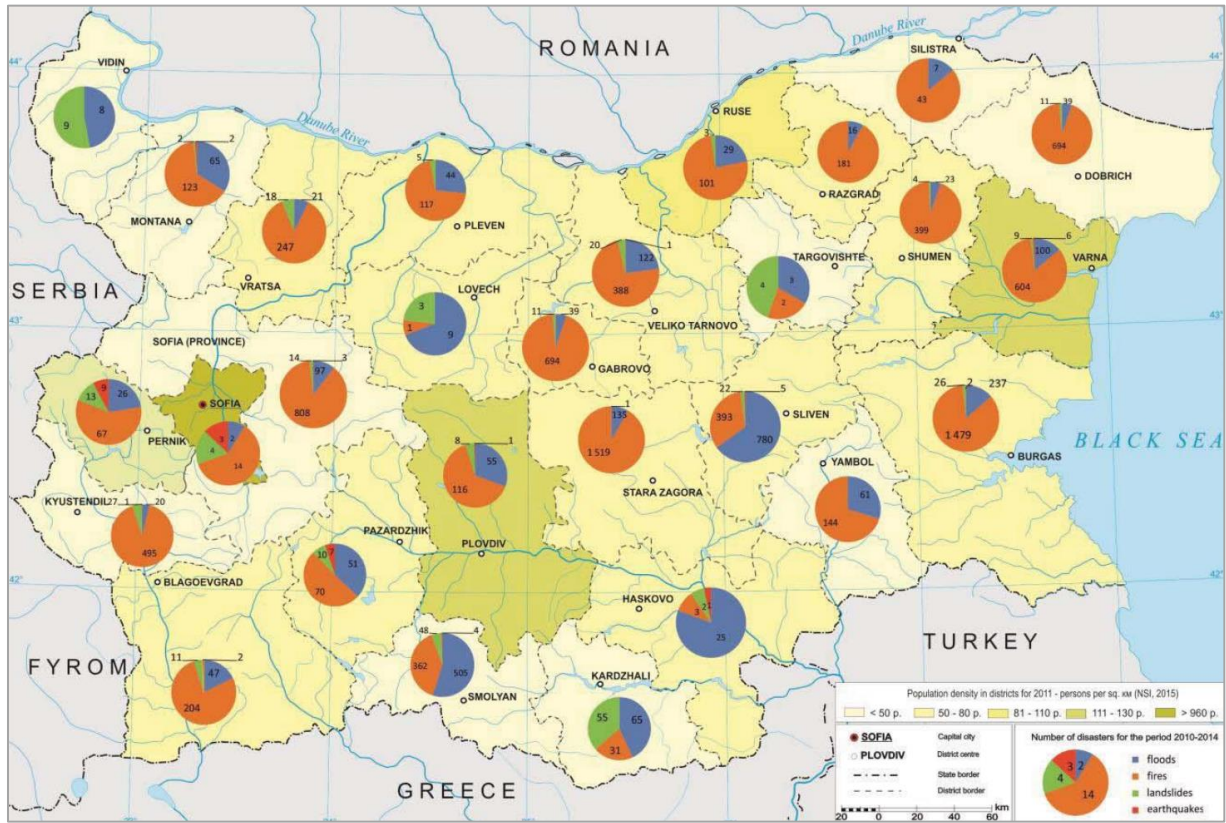 ROMANIA
Danube River
SILISTRA
VIDIN
44°
44°
7
43
8
9
Danube River
RUSE
11
39
694
2
2
65
123
3
29
101
16
181
RAZGRAD
DOBRICH
5
44
117
4
23
399
MONTANA
18
21
247
PLEVEN
SHUMEN
VRATSA
20
1
122
388
TARGOVISHTE
4
3
2
9
6
100
604
VARNA
SERBIA
LOVECH
3
1
9
VELIKO TARNOVO
43°
43°
SOFIA (PROVINCE)
11
39
694
GABROVO
14
3
97
808
9
26
13
67
SOFIA
PERNIK
3
2
4
14
1
135
1 519
STARA ZAGORA
22
5
393
780
SLIVEN
26
2
237
1 479
BLACK SEA
BURGAS
8
1
55
116
YAMBOL
61
144
KYUSTENDIL
27
1
20
495
PAZARDZHIK
PLOVDIV
42°
42°
BLAGOEVGRAD
10
7
51
70
HASKOVO
3
2
1
25
TURKEY
FYROM
11
2
47
204
48
4
362
505
SMOLYAN
KARDZHALI
55
65
31
GREECE
Population density in districts for 2011 - persons per sq. км (NSI, 2015)
< 50 p.
50 - 80 p.
81 - 110 p.
111 - 130 p.
> 960 p.
SOFIA
Capital city
PLOVDIV
District centre
State border
District border
20
0
20
40
60
km
Number of disasters for the period 2010-2014
3
2
4
14
floods
fires
landslides
earthquakes